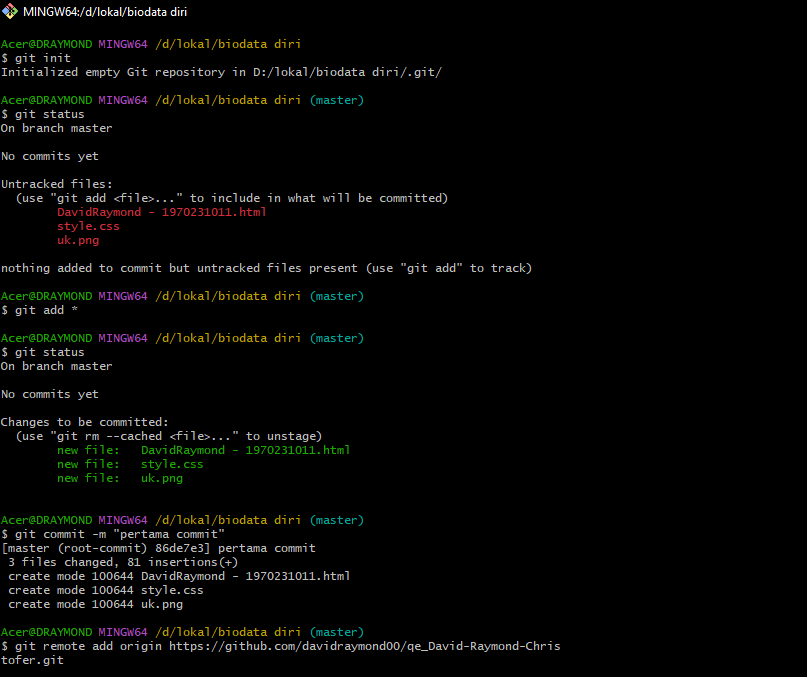 MINGW64:/d/lokal/biodata diri
Acer@DRAYMOND MINGW64 /d/lokal/biodata diri
$ git init
Initialized empty Git repository in D:/lokal/biodata diri/.git/
Acer@DRAYMOND MINGW64 /d/lokal/biodata diri (master)
$ git status
On branch master
No commits yet
Untracked files:
  (use "git add <file>..." to include in what will be committed)
        DavidRaymond - 1970231011.html
        style.css
        uk.png
nothing added to commit but untracked files present (use "git add" to track)
Acer@DRAYMOND MINGW64 /d/lokal/biodata diri (master)
$ git add *
Acer@DRAYMOND MINGW64 /d/lokal/biodata diri (master)
$ git status
On branch master
No commits yet
Changes to be committed:
  (use "git rm --cached <file>..." to unstage)
        new file:   DavidRaymond - 1970231011.html
        new file:   style.css
        new file:   uk.png
Acer@DRAYMOND MINGW64 /d/lokal/biodata diri (master)
$ git commit -m "pertama commit"
[master (root-commit) 86de7e3] pertama commit
 3 files changed, 81 insertions(+)
 create mode 100644 DavidRaymond - 1970231011.html
 create mode 100644 style.css
 create mode 100644 uk.png
Acer@DRAYMOND MINGW64 /d/lokal/biodata diri (master)
$ git remote add origin https://github.com/davidraymond00/qe_David-Raymond-Chris
tofer.git